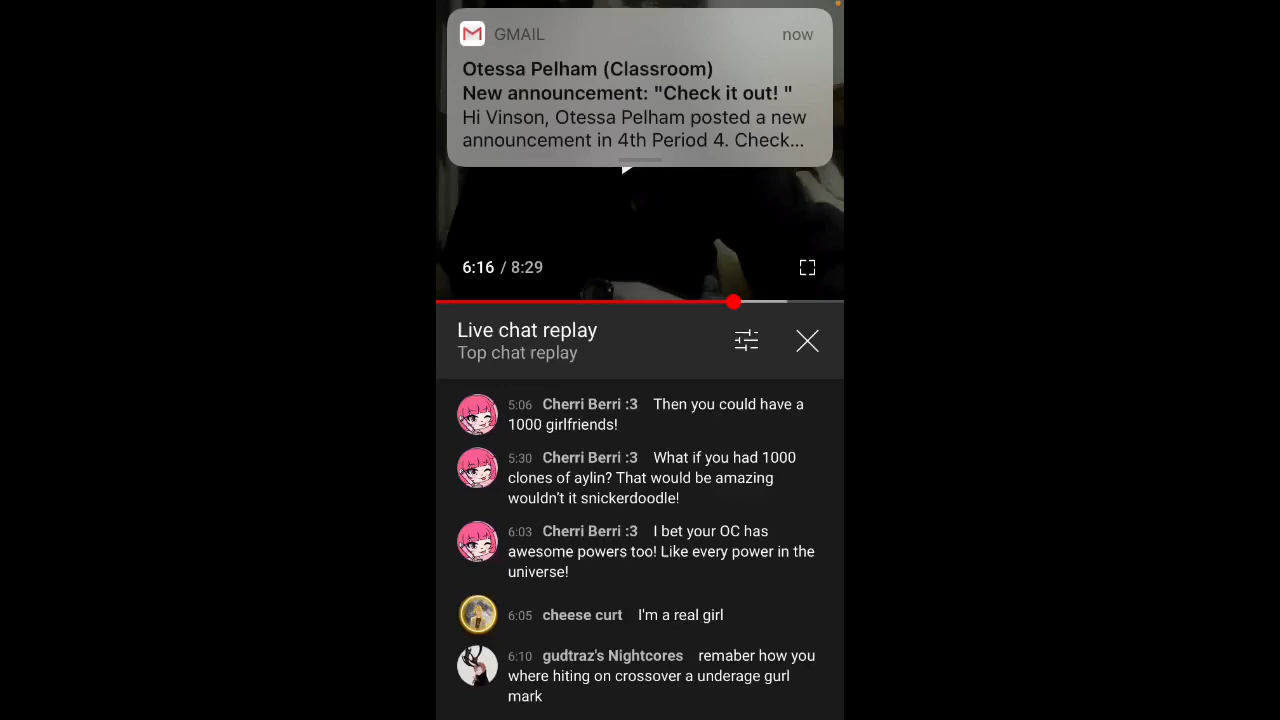 GMAIL now
Otessa Pelham (Classroom)
New announcement: "Check it out! "
Hi Vinson, Otessa Pelham posted a new
announcement in 4th Period 4. Check...
6:16 / 8:29
Live chat replay
Top chat replay
5:06 Cherri Berri :3 Then you could have a
1000 girlfriends!
5:30 Cherri Berri :3 What if you had 1000
clones of aylin? That would be amazing
wouldn't it snickerdoodle!
6:03 Cherri Berri :3 I bet your OC has
awesome powers too! Like every power in the
universe!
6:05 cheese curt I'm a real girl
6:10 gudtraz's Nightcores remaber how you
where hiting on crossover a underage gurl
mark